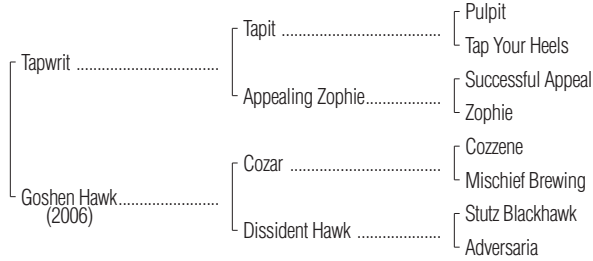 Pulpit
Tapit ........................................
Tap Your Heels
Tapwrit ......................................
Successful Appeal
Appealing Zophie....................
Zophie
Cozzene
Cozar ........................................
Mischief Brewing
Goshen Hawk...........................
(2006)
Stutz Blackhawk
Dissident Hawk ......................
Adversaria